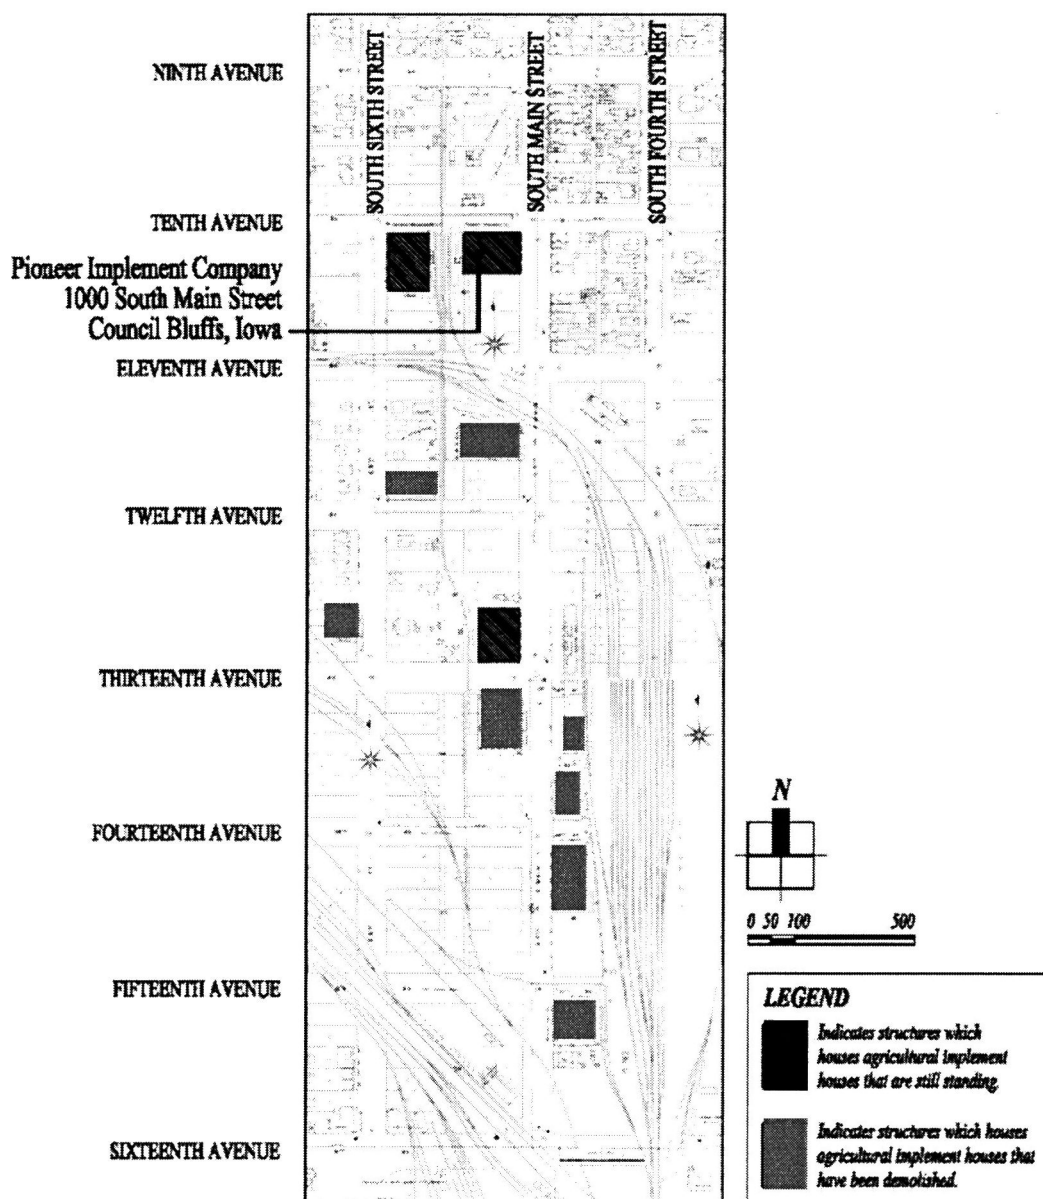 SOUTH SIXTH STREET
SOUTH MAIN STREET
SOUTH FOURTH STREET
NINTH AVENUE
TENTH AVENUE
Pioneer Implement Company
1000 South Main Street
Council Bluffs, Iowa
ELEVENTH AVENUE
TWELFTH AVENUE
THIRTEENTH AVENUE
FOURTEENTH AVENUE
FIFTEENTH AVENUE
SIXTEENTH AVENUE
N
0 50 100 500
LEGEND
Indicates structures which
houses agricultural implement
houses that are still standing.
Indicates structures which houses
agricultural implement houses that
have been demolished.